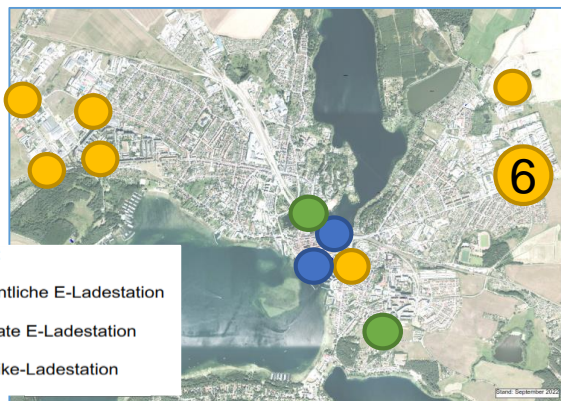 6
ntliche E-Ladestation
ate E-Ladestation
ke-Ladestation
Stand: September 2022